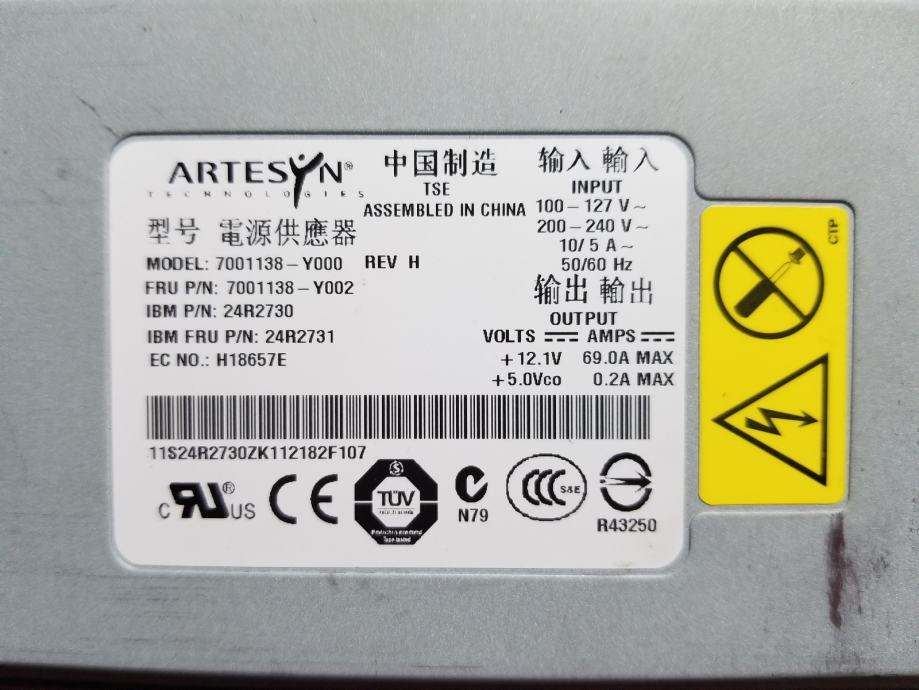 ARTESYN®
TECHNOLOGIES
中国制造
TSE
ASSEMBLED IN CHINA
输入 輸入
INPUT
100-127 V~
200-240 V~
10/ 5 A~
50/60 Hz
型号 電源供應器
MODEL: 7001138-Y000 REV H
FRU P/N: 7001138-Y002
IBM P/N: 24R2730
IBM FRU P/N: 24R2731
EC NO.: H18657E
输出 輸出
OUTPUT
VOLTS AMPS
+12.1V 69.0A MAX
+5.0Vco 0.2A MAX
11S24R2730ZK112182F107
C RU® US
CE
TÜV
N79
CCC S&E
R43250
CTP